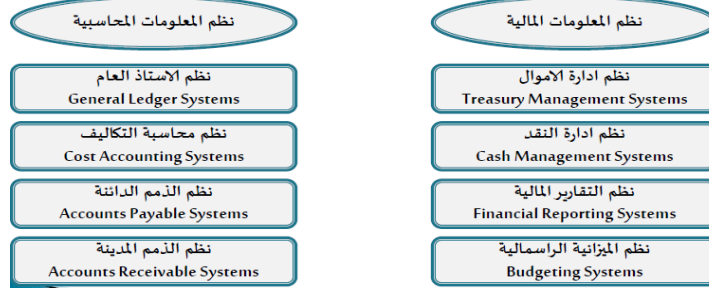 نظم المعلومات المحاسبية
نظم الاستاذ العام
General Ledger Systems
نظم محاسبة التكاليف
Cost Accounting Systems
نظم الذمم الدائنة
Accounts Payable Systems
نظم الذمم المدينة
Accounts Receivable Systems
نظم المعلومات المالية
نظم ادارة الاموال
Treasury Management Systems
نظم ادارة النقد
Cash Management Systems
نظم التقارير المالية
Financial Reporting Systems
نظم الميزانية الراسمالية
Budgeting Systems